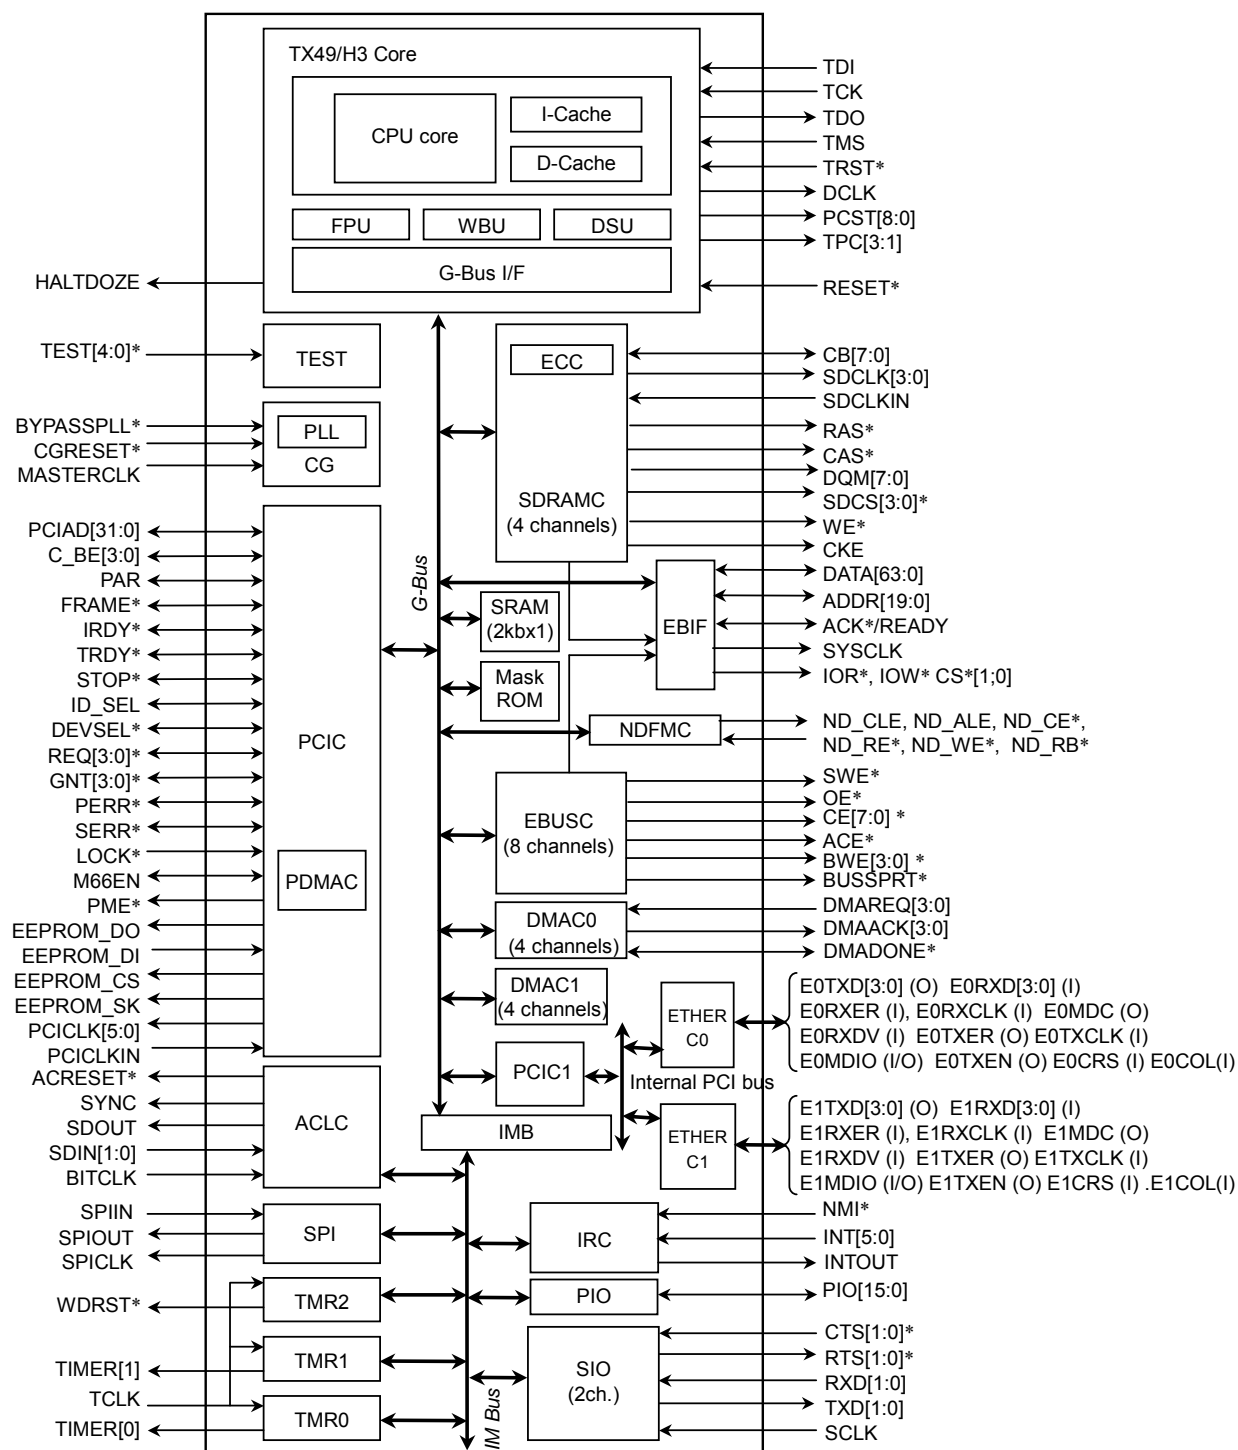 TX49/H3 Core
CPU core
I-Cache
D-Cache
FPU
WBU
DSU
G-Bus I/F
HALTDOZE
TEST[4:0]*
TEST
BYPASSPLL*
CGRESET*
MASTERCLK
PLL
CG
PCIAD[31:0]
C_BE[3:0]
PAR
FRAME*
IRDY*
TRDY*
STOP*
ID_SEL
DEVSEL*
REQ[3:0]*
GNT[3:0]*
PERR*
SERR*
LOCK*
M66EN
PME*
EEPROM_DO
EEPROM_DI
EEPROM_CS
EEPROM_SK
PCICLK[5:0]
PCICLKIN
PCIC
PDMAC
ACRESET*
SYNC
SDOUT
SDIN[1:0]
BITCLK
ACLC
SPIIN
SPIOUT
SPICLK
SPI
WDRST*
TMR2
TIMER[1]
TMR1
TCLK
TIMER[0]
TMR0
G-Bus
IM Bus
ECC
SDRAMC
(4 channels)
SRAM
(2kbx1)
Mask
ROM
EBIF
NDFMC
EBUSC
(8 channels)
DMAC0
(4 channels)
DMAC1
(4 channels)
PCIC1
IMB
Internal PCI bus
ETHER
C0
ETHER
C1
IRC
PIO
SIO
(2ch.)
TDI
TCK
TDO
TMS
TRST*
DCLK
PCST[8:0]
TPC[3:1]
RESET*
CB[7:0]
SDCLK[3:0]
SDCLKIN
RAS*
CAS*
DQM[7:0]
SDCS[3:0]*
WE*
CKE
DATA[63:0]
ADDR[19:0]
ACK*/READY
SYSCLK
IOR*, IOW* CS*[1;0]
ND_CLE, ND_ALE, ND_CE*,
ND_RE*, ND_WE*, ND_RB*
SWE*
OE*
CE[7:0] *
ACE*
BWE[3:0] *
BUSSPRT*
DMAREQ[3:0]
DMAACK[3:0]
DMADONE*
E0TXD[3:0] (O) E0RXD[3:0] (I)
E0RXER (I), E0RXCLK (I) E0MDC (O)
E0RXDV (I) E0TXER (O) E0TXCLK (I)
E0MDIO (I/O) E0TXEN (O) E0CRS (I) E0COL(I)
E1TXD[3:0] (O) E1RXD[3:0] (I)
E1RXER (I), E1RXCLK (I) E1MDC (O)
E1RXDV (I) E1TXER (O) E1TXCLK (I)
E1MDIO (I/O) E1TXEN (O) E1CRS (I) .E1COL(I)
NMI*
INT[5:0]
INTOUT
PIO[15:0]
CTS[1:0]*
RTS[1:0]*
RXD[1:0]
TXD[1:0]
SCLK